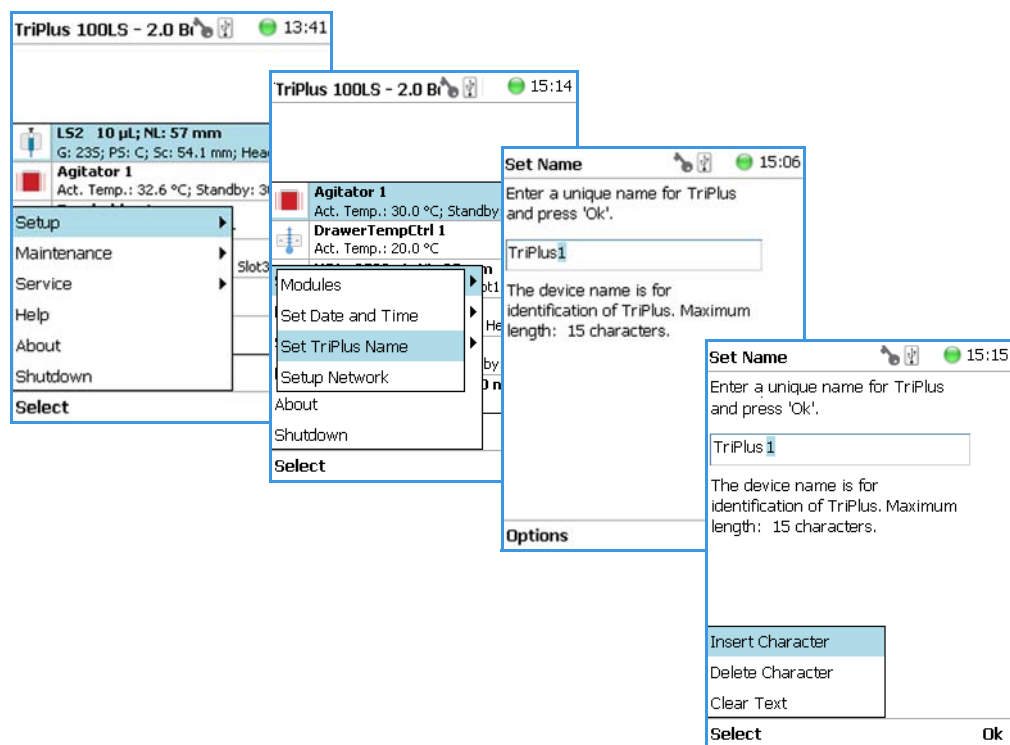 TriPlus 100LS - 2.0 B
13:41
LS2 10 µL; NL: 57 mm
G: 23S; PS: C; Sc: 54.1 mm;
Agitator 1
Act. Temp.: 32.6 °C; Standby:
Setup
Maintenance
Service
Help
About
Shutdown
Select
TriPlus 100LS - 2.0 B
15:14
Agitator 1
Act. Temp.: 30.0 °C; Standby
DrawerTempCtrl 1
Act. Temp.: 20.0 °C
Modules
Set Date and Time
Set TriPlus Name
Setup Network
About
Shutdown
Select
Set Name
15:06
Enter a unique name for TriPlus
and press 'Ok'.
TriPlus1
The device name is for
identification of TriPlus. Maximum
length: 15 characters.
Options
Set Name
15:15
Enter a unique name for TriPlus
and press 'Ok'.
TriPlus 1
The device name is for
identification of TriPlus. Maximum
length: 15 characters.
Insert Character
Delete Character
Clear Text
Select
Ok